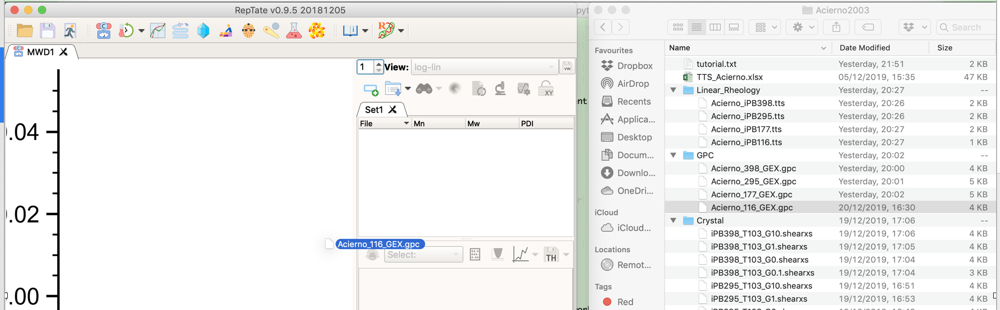 RepTate v0.9.5 20181205
MWD1
0.04
0.02
0.00
1 View: log-lin
VW
XY
Set1
File Mn Mw PDI
Acierno_116_GEX.gpc
Select:
TH
Acierno2003
Search
Favourites
Dropbox
AirDrop
Recents
Applica...
Desktop
Docum...
Downlo...
OneDri...
iCloud
iCloud...
Locations
Remot...
Tags
Red
Name Date Modified Size
tutorial.txt Yesterday, 21:51 2 KB
TTS_Acierno.xlsx 05/12/2019, 15:35 47 KB
Linear_Rheology Yesterday, 20:27 --
Acierno_iPB398.tts Yesterday, 20:26 2 KB
Acierno_iPB295.tts Yesterday, 20:26 2 KB
Acierno_iPB177.tts Yesterday, 20:27 2 KB
Acierno_iPB116.tts Yesterday, 20:27 1 KB
GPC Yesterday, 20:02 --
Acierno_398_GEX.gpc Yesterday, 20:00 4 KB
Acierno_295_GEX.gpc Yesterday, 20:01 5 KB
Acierno_177_GEX.gpc Yesterday, 20:02 5 KB
Acierno_116_GEX.gpc 20/12/2019, 16:30 4 KB
Crystal 19/12/2019, 17:06 --
iPB398_T103_G10.shearxs 19/12/2019, 17:06 4 KB
iPB398_T103_G1.shearxs 19/12/2019, 17:05 4 KB
iPB398_T103_G0.shearxs 19/12/2019, 17:04 4 KB
iPB398_T103_G0.1.shearxs 19/12/2019, 17:04 3 KB
iPB295_T103_G10.shearxs 19/12/2019, 16:51 4 KB
iPB295_T103_G1.shearxs 19/12/2019, 16:53 4 KB